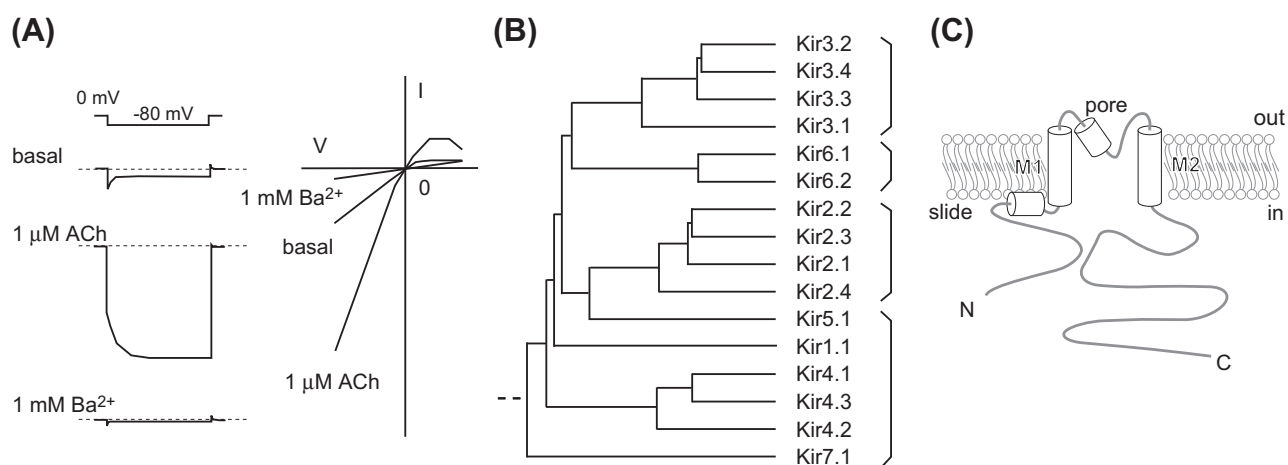 (A)
0 mV
-80 mV
basal
1 μM ACh
1 mM Ba²⁺
I
V
0
1 mM Ba²⁺
basal
1 μM ACh
(B)
Kir3.2
Kir3.4
Kir3.3
Kir3.1
Kir6.1
Kir6.2
Kir2.2
Kir2.3
Kir2.1
Kir2.4
Kir5.1
Kir1.1
Kir4.1
Kir4.3
Kir4.2
Kir7.1
(C)
pore
out
M1
M2
slide
in
N
C